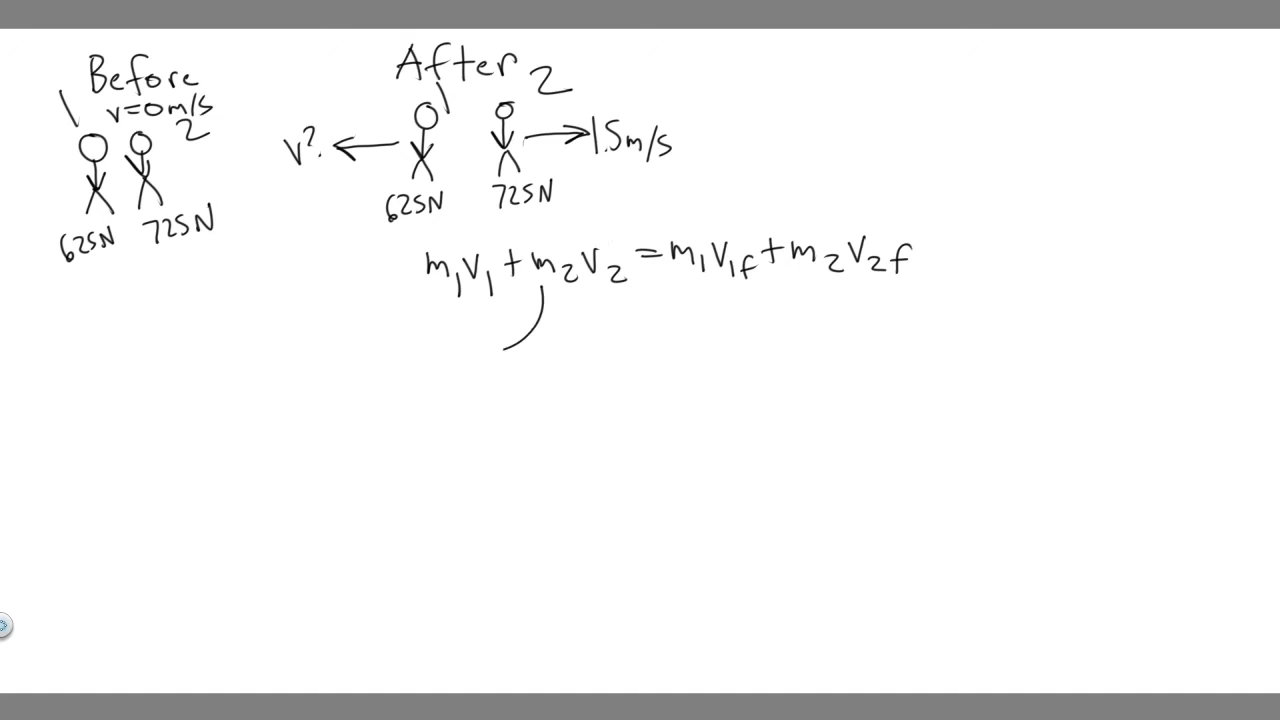 Before
v=0m/s
1 2
625N 725N
After
1 2
v? 1.5m/s
625N 725N
m₁v₁+m₂v₂=m₁v₁f+m₂v₂f